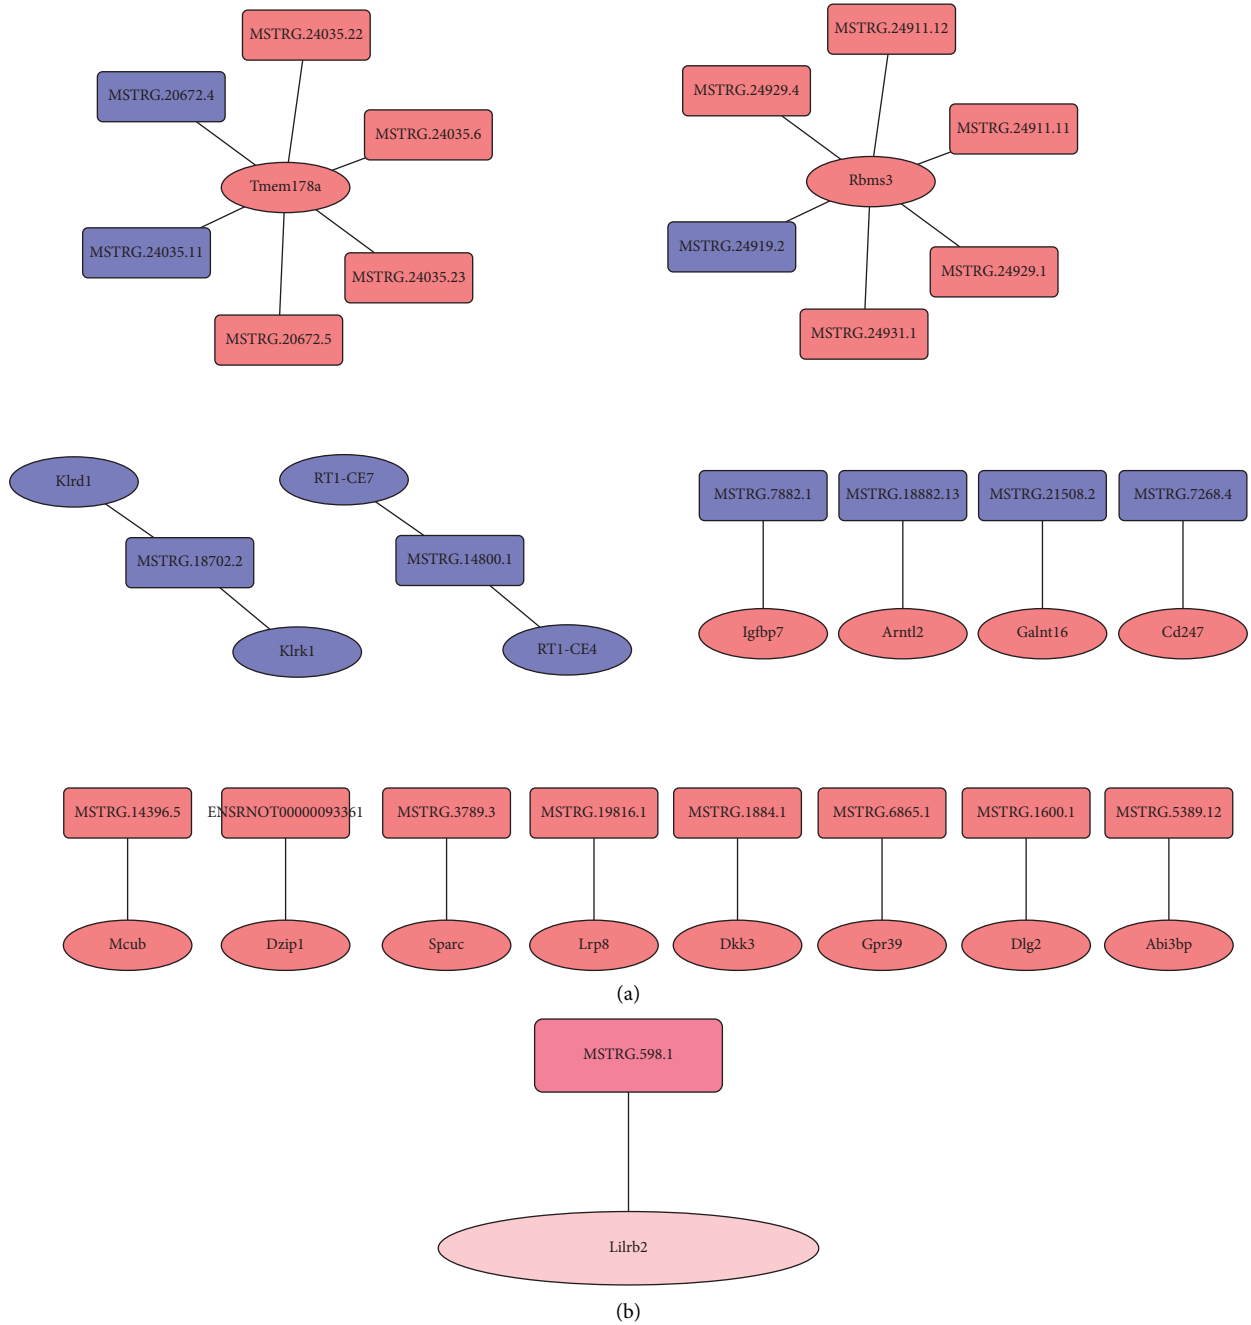 MSTRG.24035.22
MSTRG.20672.4
MSTRG.24035.6
Tmem178a
MSTRG.24035.11
MSTRG.24035.23
MSTRG.20672.5
MSTRG.24911.12
MSTRG.24929.4
MSTRG.24911.11
Rbms3
MSTRG.24919.2
MSTRG.24929.1
MSTRG.24931.1
Klrd1
MSTRG.18702.2
Klrk1
RT1-CE7
MSTRG.14800.1
RT1-CE4
MSTRG.7882.1
MSTRG.18882.13
MSTRG.21508.2
MSTRG.7268.4
Igfbp7
Arntl2
Galnt16
Cd247
MSTRG.14396.5
ENSRNOT00000093361
MSTRG.3789.3
MSTRG.19816.1
MSTRG.1884.1
MSTRG.6865.1
MSTRG.1600.1
MSTRG.5389.12
Mcub
Dzip1
Sparc
Lrp8
Dkk3
Gpr39
Dlg2
Abi3bp
(a)
MSTRG.598.1
Lilrb2
(b)